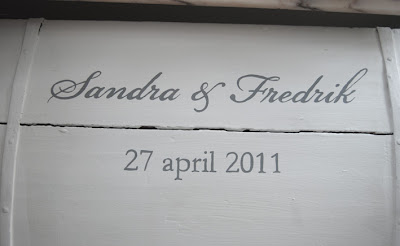 Sandra & Fredrik
27 april 2011